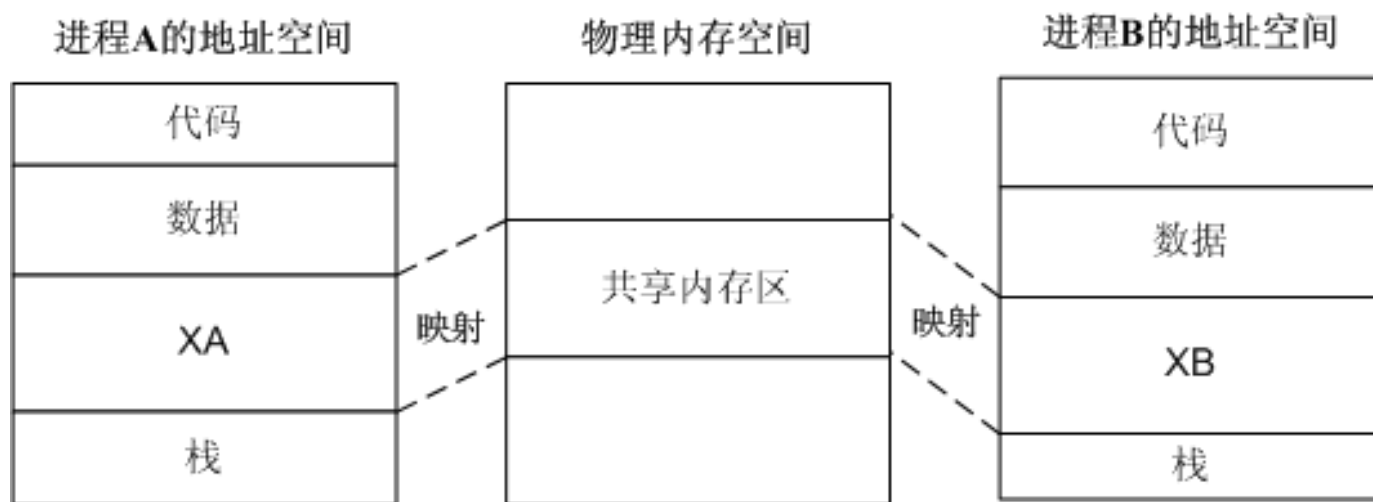 进程A的地址空间
代码
数据
XA
栈
映射
物理内存空间
共享内存区
映射
进程B的地址空间
代码
数据
XB
栈